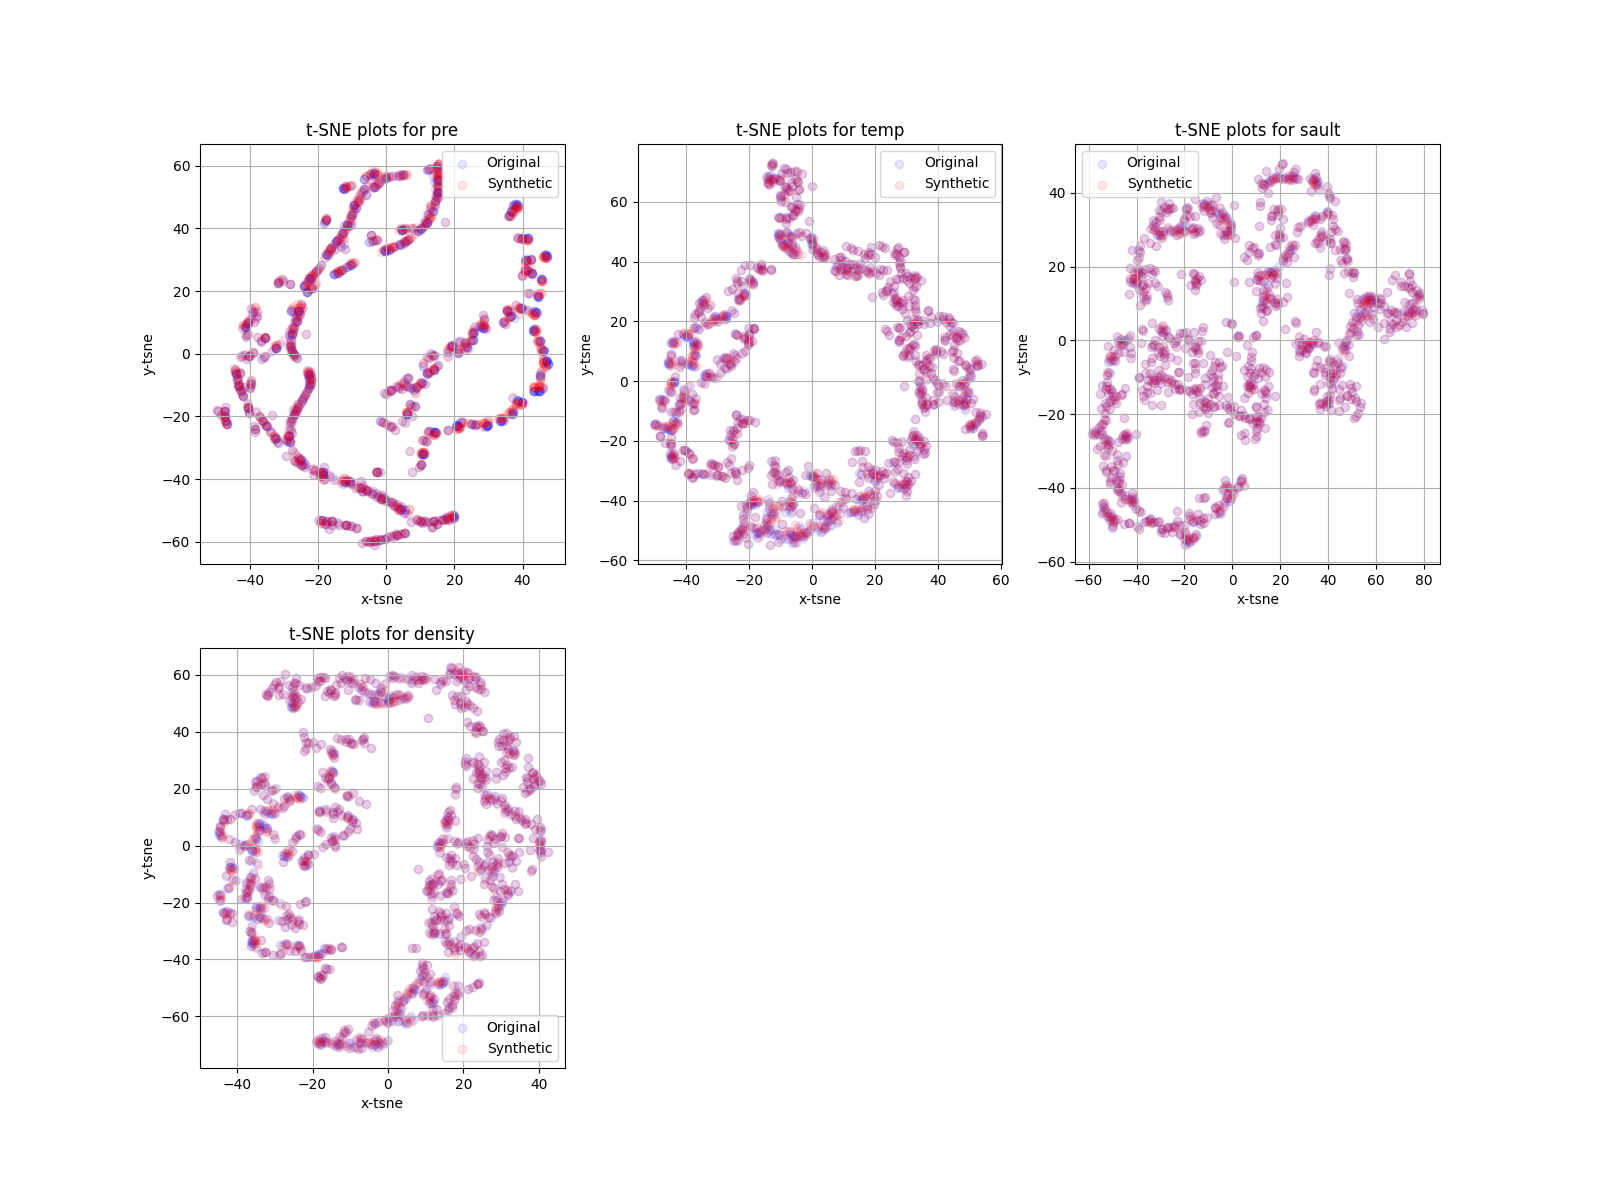 t-SNE plots for pre
Original
Synthetic
60
40
20
0
−20
−40
−60
y-tsne
−40 −20 0 20 40
x-tsne
t-SNE plots for temp
Original
Synthetic
60
40
20
0
−20
−40
−60
y-tsne
−40 −20 0 20 40 60
x-tsne
t-SNE plots for sault
Original
Synthetic
40
20
0
−20
−40
−60
y-tsne
−60 −40 −20 0 20 40 60 80
x-tsne
t-SNE plots for density
60
40
20
0
−20
−40
−60
y-tsne
Original
Synthetic
−40 −20 0 20 40
x-tsne